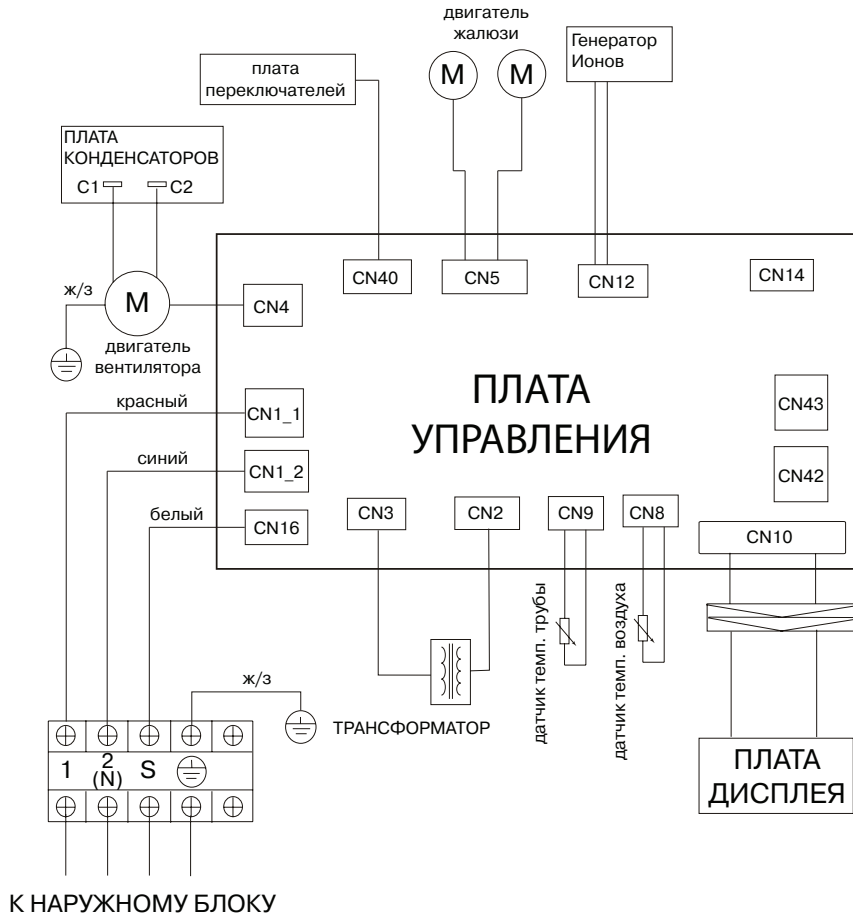 двигатель
жалюзи
М
М
Генератор
Ионов
плата
переключателей
ПЛАТА
КОНДЕНСАТОРОВ
С1
С2
CN40
CN5
CN12
CN14
ж/з
М
CN4
двигатель
вентилятора
ПЛАТА
УПРАВЛЕНИЯ
CN43
CN42
красный
CN1_1
синий
CN1_2
белый
CN16
CN3
CN2
CN9
CN8
CN10
датчик темп. трубы
датчик темп. воздуха
ж/з
ТРАНСФОРМАТОР
1
2
(N)
S
ПЛАТА
ДИСПЛЕЯ
К НАРУЖНОМУ БЛОКУ